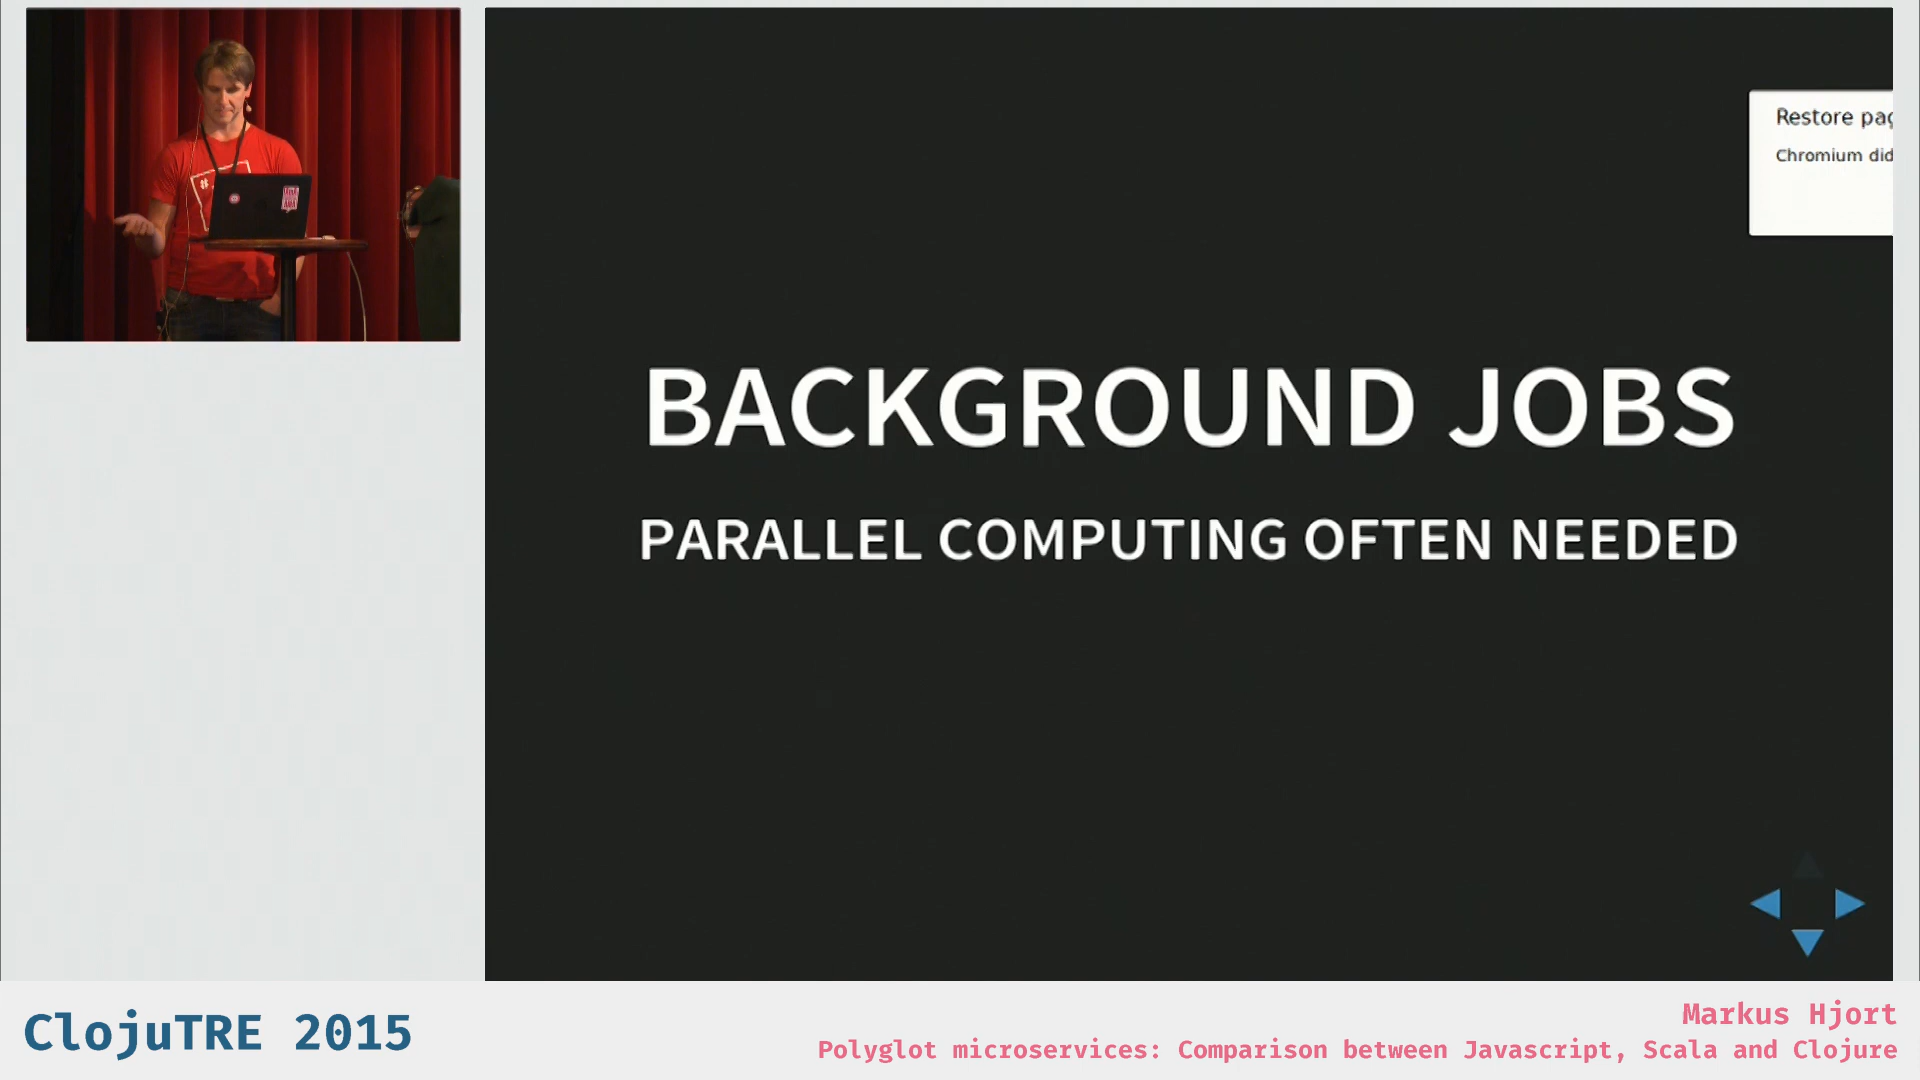 Restore pag
Chromium did
BACKGROUND JOBS
PARALLEL COMPUTING OFTEN NEEDED
ClojuTRE 2015
Markus Hjort
Polyglot microservices: Comparison between Javascript, Scala and Clojure